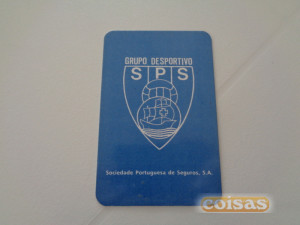 GRUPO DESPORTIVO
SPS
Sociedade Portuguesa de Seguros, S.A.
coisas